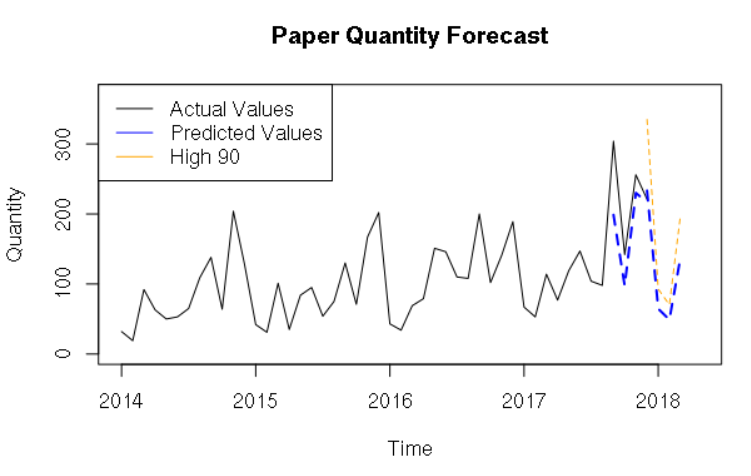 Paper Quantity Forecast
Actual Values
Predicted Values
High 90
Quantity
300
200
100
0
2014 2015 2016 2017 2018
Time